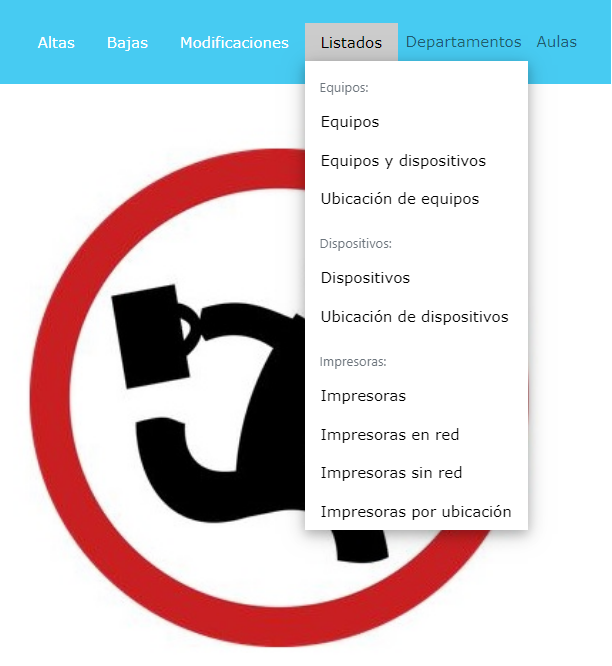 Altas Bajas Modificaciones Listados Departamentos Aulas
Equipos:
Equipos
Equipos y dispositivos
Ubicación de equipos
Dispositivos:
Dispositivos
Ubicación de dispositivos
Impresoras:
Impresoras
Impresoras en red
Impresoras sin red
Impresoras por ubicación